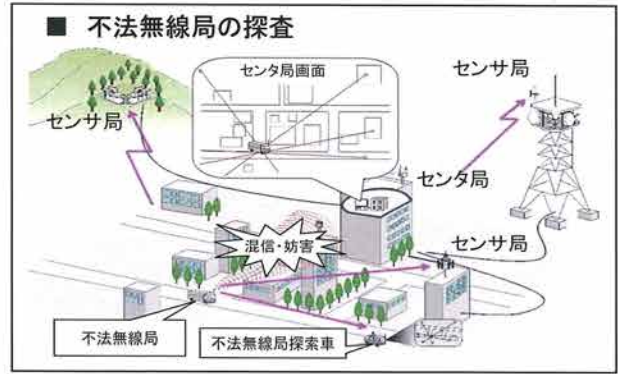 ■ 不法無線局の探査
センタ局画面
センサ局
センサ局
センタ局
混信・妨害
センサ局
不法無線局
不法無線局探索車